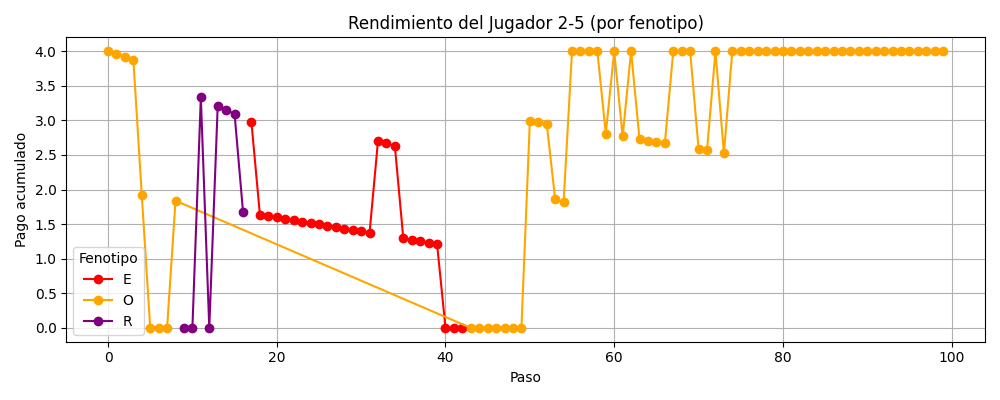 Rendimiento del Jugador 2-5 (por fenotipo)
Pago acumulado
4.0
3.5
3.0
2.5
2.0
1.5
1.0
0.5
0.0
Fenotipo
E
O
R
0 20 40 60 80 100
Paso